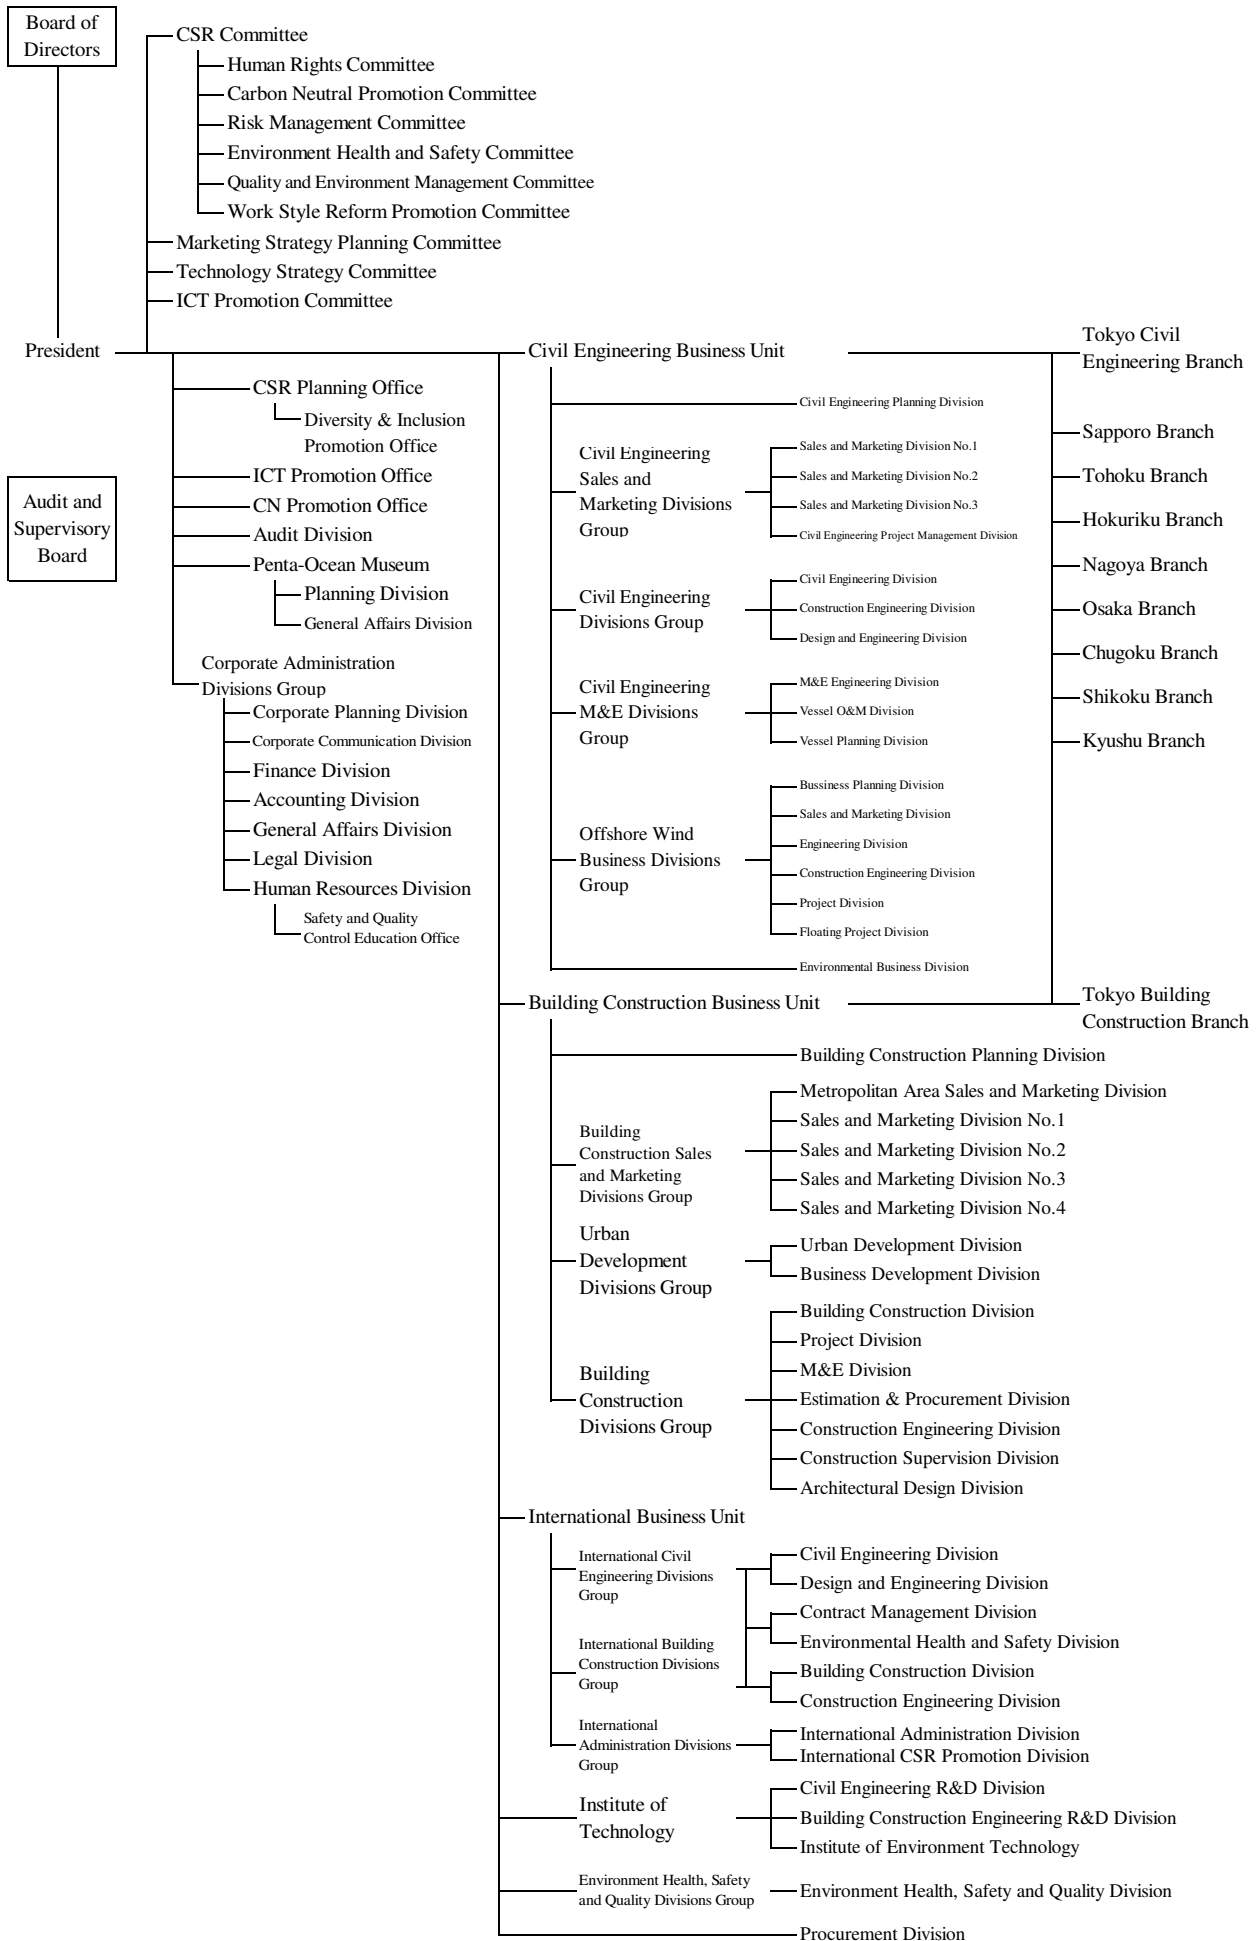 Board of
Directors
CSR Committee
Human Rights Committee
Carbon Neutral Promotion Committee
Risk Management Committee
Environment Health and Safety Committee
Quality and Environment Management Committee
Work Style Reform Promotion Committee
Marketing Strategy Planning Committee
Technology Strategy Committee
ICT Promotion Committee
President
CSR Planning Office
Diversity & Inclusion
Promotion Office
ICT Promotion Office
CN Promotion Office
Audit Division
Penta-Ocean Museum
Planning Division
General Affairs Division
Audit and
Supervisory
Board
Corporate Administration
Divisions Group
Corporate Planning Division
Corporate Communication Division
Finance Division
Accounting Division
General Affairs Division
Legal Division
Human Resources Division
Safety and Quality
Control Education Office
Civil Engineering Business Unit
Civil Engineering Planning Division
Civil Engineering
Sales and
Marketing Divisions
Group
Sales and Marketing Division No.1
Sales and Marketing Division No.2
Sales and Marketing Division No.3
Civil Engineering Project Management Division
Civil Engineering
Divisions Group
Civil Engineering Division
Construction Engineering Division
Design and Engineering Division
Civil Engineering
M&E Divisions
Group
M&E Engineering Division
Vessel O&M Division
Vessel Planning Division
Offshore Wind
Business Divisions
Group
Bussiness Planning Division
Sales and Marketing Division
Engineering Division
Construction Engineering Division
Project Division
Floating Project Division
Environmental Business Division
Tokyo Civil
Engineering Branch
Sapporo Branch
Tohoku Branch
Hokuriku Branch
Nagoya Branch
Osaka Branch
Chugoku Branch
Shikoku Branch
Kyushu Branch
Tokyo Building
Construction Branch
Building Construction Business Unit
Building Construction Planning Division
Building
Construction Sales
and Marketing
Divisions Group
Metropolitan Area Sales and Marketing Division
Sales and Marketing Division No.1
Sales and Marketing Division No.2
Sales and Marketing Division No.3
Sales and Marketing Division No.4
Urban
Development
Divisions Group
Urban Development Division
Business Development Division
Building
Construction
Divisions Group
Building Construction Division
Project Division
M&E Division
Estimation & Procurement Division
Construction Engineering Division
Construction Supervision Division
Architectural Design Division
International Business Unit
International Civil
Engineering Divisions
Group
Civil Engineering Division
Design and Engineering Division
Contract Management Division
Environmental Health and Safety Division
International Building
Construction Divisions
Group
Building Construction Division
Construction Engineering Division
International
Administration Divisions
Group
International Administration Division
International CSR Promotion Division
Institute of
Technology
Civil Engineering R&D Division
Building Construction Engineering R&D Division
Institute of Environment Technology
Environment Health, Safety
and Quality Divisions Group
Environment Health, Safety and Quality Division
Procurement Division